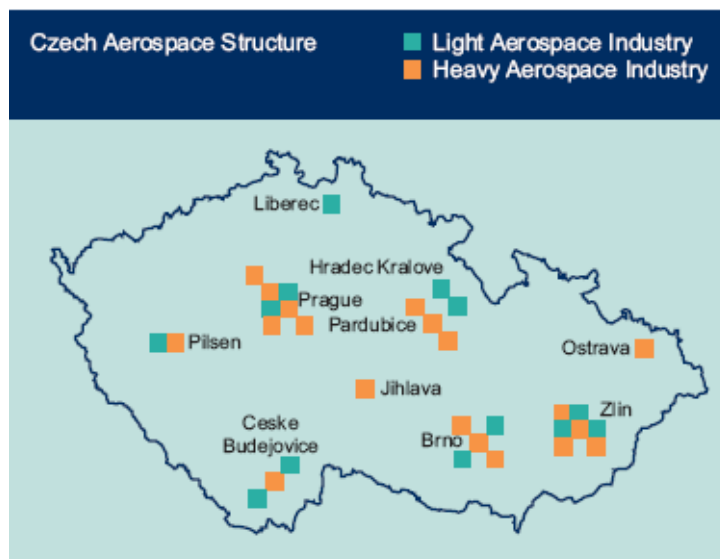 Czech Aerospace Structure
Light Aerospace Industry
Heavy Aerospace Industry
Liberec
Hradec Kralove
Prague
Pardubice
Pilsen
Ostrava
Jihlava
Ceske
Budejovice
Brno
Zlin